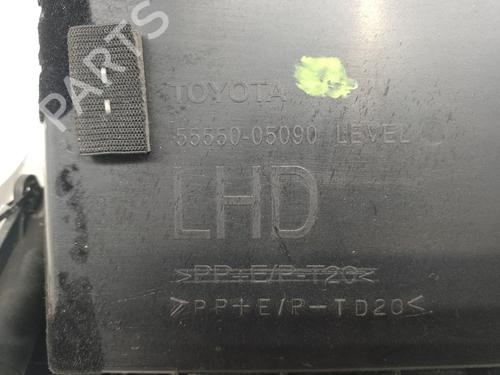 TOYOTA
55550-05090 LEVEL
LHD
>PP+E/P-T20<
>PP+E/R-TD20<
PARTS